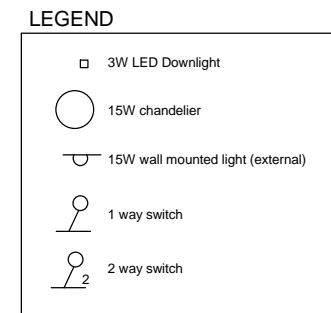 LEGEND
3W LED Downlight
15W chandelier
15W wall mounted light (external)
1 way switch
2 way switch
2